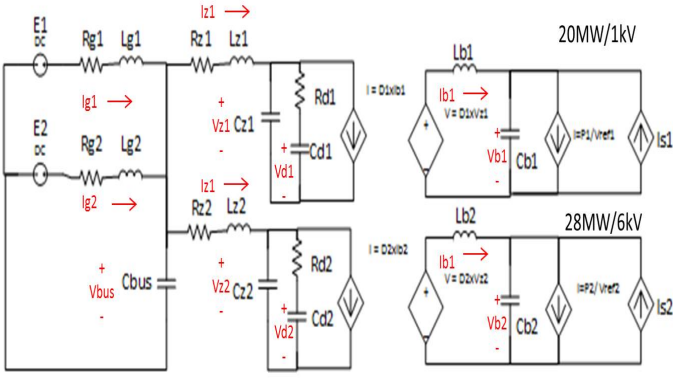 Iz1
E1
DC
Rg1 Lg1
Rz1 Lz1
20MW/1kV
Lb1
Ig1
+
Vz1
-
Cz1
Rd1
I = D1xIb1
Ib1
V = D1xVz1
+
-
E2
DC
Rg2 Lg2
+
Vd1
-
Cd1
+
Vb1
-
Cb1
I=P1/Vref1
Is1
Iz1
Ig2
Rz2 Lz2
28MW/6kV
Lb2
+
Vbus
-
Cbus
+
Vz2
-
Cz2
Rd2
I = D2xIb2
Ib1
V = D2xVz2
+
-
+
Vd2
-
Cd2
+
Vb2
-
Cb2
I=P2/Vref2
Is2